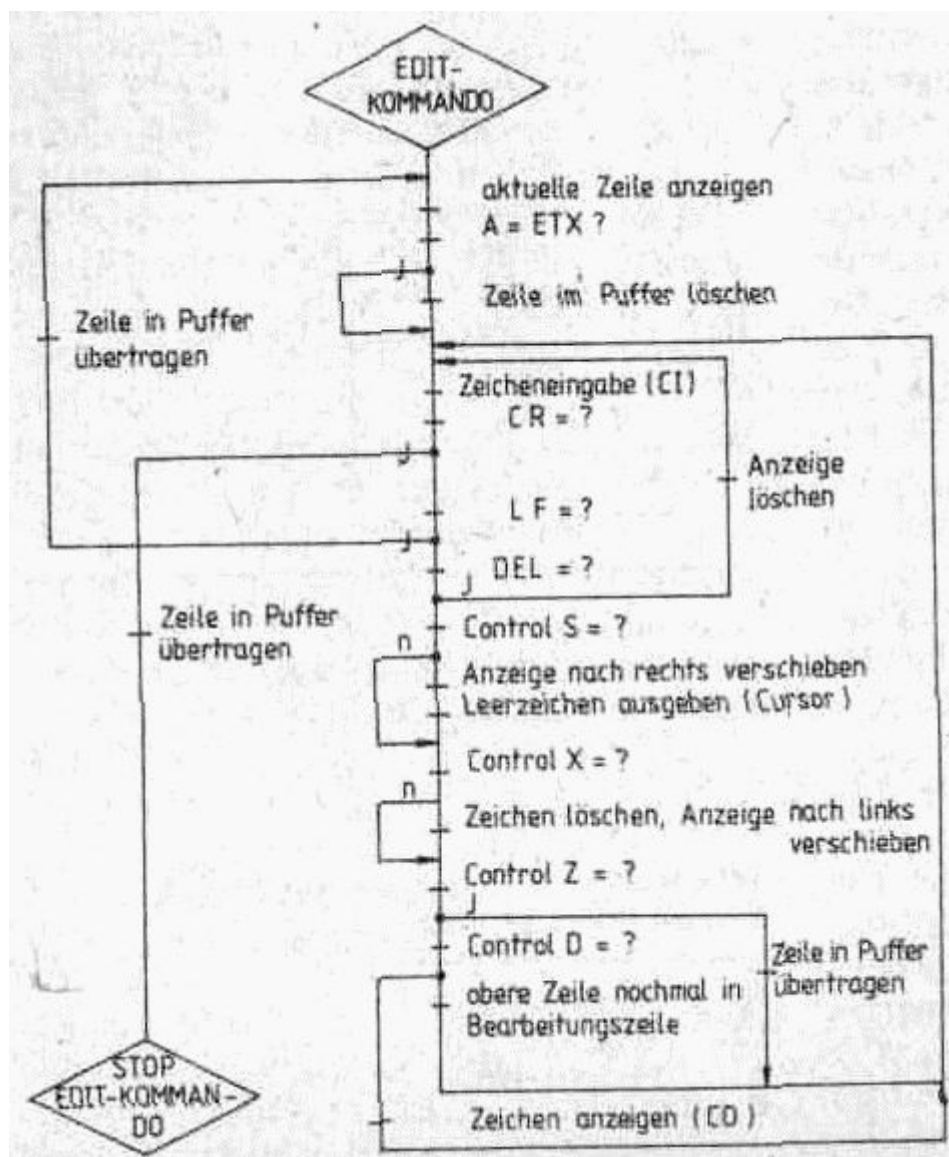 EDIT-
KOMMANDO
aktuelle Zeile anzeigen
A = ETX ?
j
Zeile im Puffer löschen
Zeile in Puffer
übertragen
Zeicheneingabe (CI)
CR = ?
j
Anzeige
löschen
LF = ?
j
DEL = ?
j
Zeile in Puffer
übertragen
Control S = ?
n
Anzeige nach rechts verschieben
Leerzeichen ausgeben (Cursor)
Control X = ?
n
Zeichen löschen, Anzeige nach links
verschieben
Control Z = ?
j
Control D = ?
Zeile in Puffer
übertragen
obere Zeile nochmal in
Bearbeitungszeile
STOP
EDIT-KOMMAN-
DO
Zeichen anzeigen (CO)